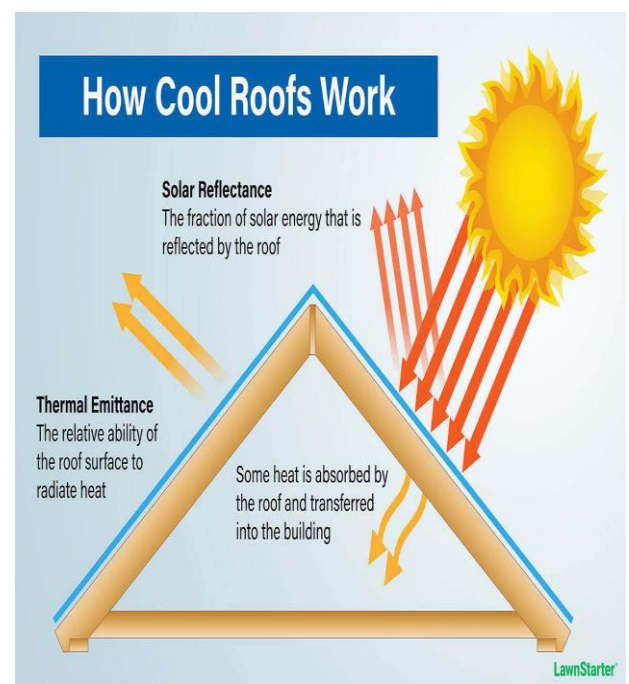 How Cool Roofs Work
Solar Reflectance
The fraction of solar energy that is
reflected by the roof
Thermal Emittance
The relative ability of
the roof surface to
radiate heat
Some heat is absorbed by
the roof and transferred
into the building
LawnStarter